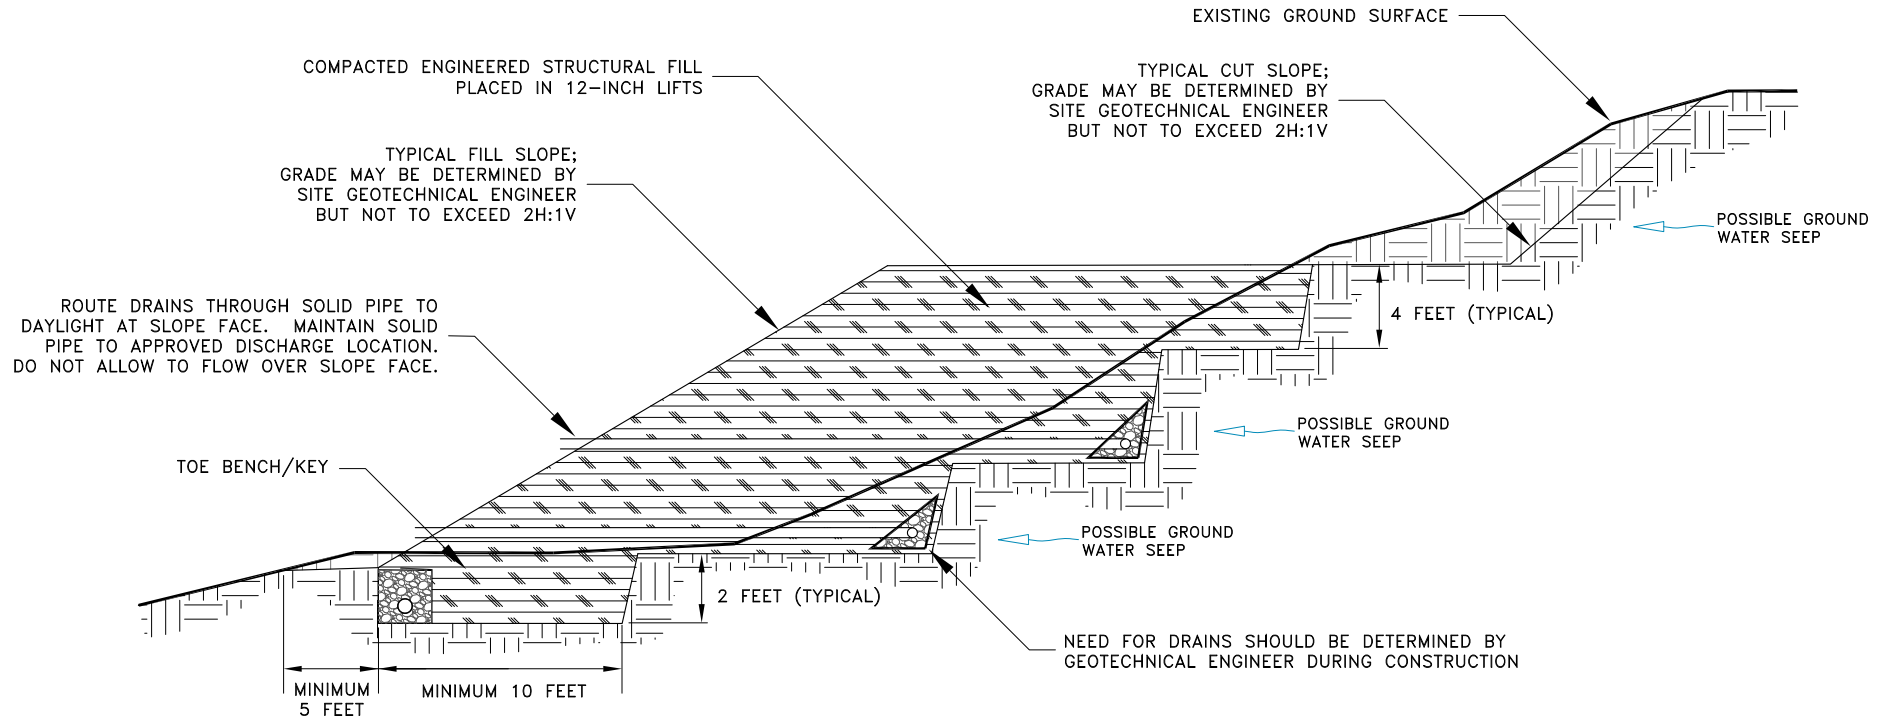 EXISTING GROUND SURFACE
COMPACTED ENGINEERED STRUCTURAL FILL
PLACED IN 12-INCH LIFTS
TYPICAL CUT SLOPE;
GRADE MAY BE DETERMINED BY
SITE GEOTECHNICAL ENGINEER
BUT NOT TO EXCEED 2H:1V
TYPICAL FILL SLOPE;
GRADE MAY BE DETERMINED BY
SITE GEOTECHNICAL ENGINEER
BUT NOT TO EXCEED 2H:1V
POSSIBLE GROUND
WATER SEEP
ROUTE DRAINS THROUGH SOLID PIPE TO
DAYLIGHT AT SLOPE FACE. MAINTAIN SOLID
PIPE TO APPROVED DISCHARGE LOCATION.
DO NOT ALLOW TO FLOW OVER SLOPE FACE.
4 FEET (TYPICAL)
POSSIBLE GROUND
WATER SEEP
TOE BENCH/KEY
POSSIBLE GROUND
WATER SEEP
2 FEET (TYPICAL)
NEED FOR DRAINS SHOULD BE DETERMINED BY
GEOTECHNICAL ENGINEER DURING CONSTRUCTION
MINIMUM
5 FEET
MINIMUM 10 FEET